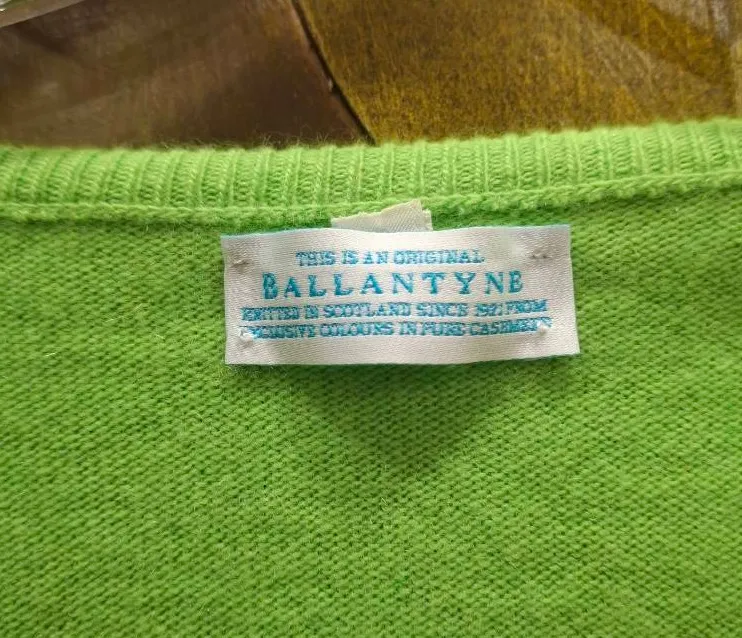 THIS IS AN ORIGINAL
BALLANTYNE
KNITTED IN SCOTLAND SINCE 1921 FROM
EXCLUSIVE COLOURS IN PURE CASHMERE